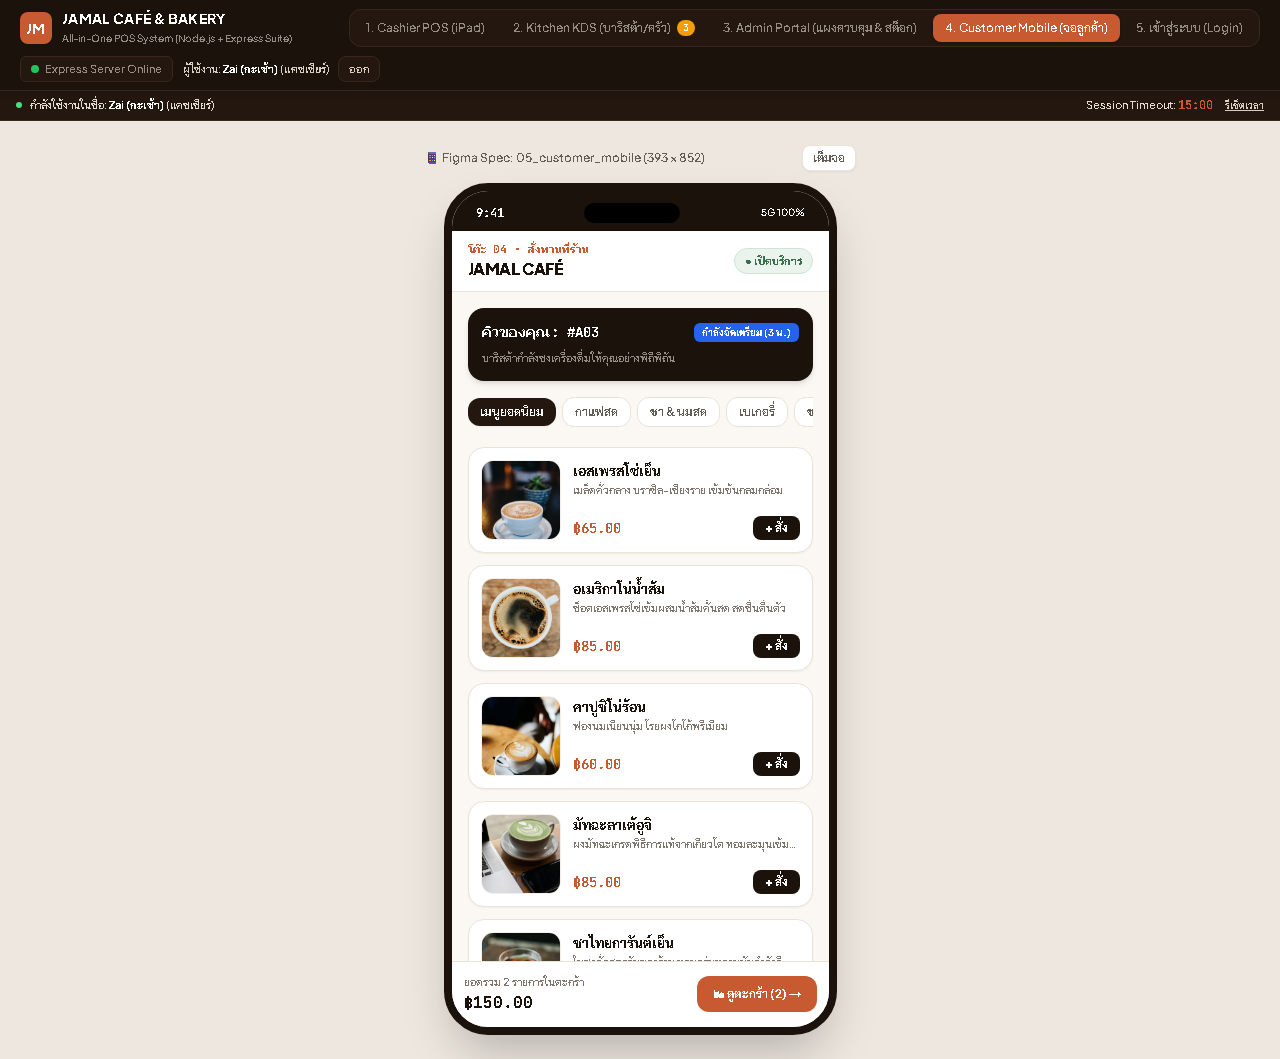 JM
JAMAL CAFÉ & BAKERY
All-in-One POS System (Node.js + Express Suite)
1. Cashier POS (iPad)
2. Kitchen KDS (บาริสต้า/ครัว) 3
3. Admin Portal (แผงควบคุม & สต็อก)
4. Customer Mobile (จอลูกค้า)
5. เข้าสู่ระบบ (Login)
Express Server Online
ผู้ใช้งาน: Zai (กะเช้า) (แคชเชียร์)
ออก
กำลังใช้งานในชื่อ: Zai (กะเช้า) (แคชเชียร์)
Session Timeout: 15:00
รีเซ็ตเวลา
Figma Spec: 05_customer_mobile (393 x 852)
เต็มจอ
9:41
5G 100%
โต๊ะ 04 • สั่งทานที่ร้าน
JAMAL CAFÉ
● เปิดบริการ
คิวของคุณ: #A03
กำลังจัดเตรียม (3 น.)
บาริสต้ากำลังชงเครื่องดื่มให้คุณอย่างพิถีพิถัน
เมนูยอดนิยม
กาแฟสด
ชา & นมสด
เบเกอรี่
เอสเพรสโซ่เย็น
เมล็ดคั่วกลาง บราซิล-เชียงราย เข้มข้นกลมกล่อม
฿65.00
+ สั่ง
อเมริกาโน่น้ำส้ม
ช็อตเอสเพรสโซ่เข้มผสมน้ำส้มคั้นสด สดชื่นตื่นตัว
฿85.00
+ สั่ง
คาปูชิโน่ร้อน
ฟองนมเนียนนุ่ม โรยผงโกโก้พรีเมียม
฿60.00
+ สั่ง
มัทฉะลาเต้อูจิ
ผงมัทฉะเกรดพิธีการแท้จากเกียวโต หอมละมุนเข้ม...
฿85.00
+ สั่ง
ชาไทยการันต์เย็น
ยอดรวม 2 รายการในตะกร้า
฿150.00
ดูตะกร้า (2) →